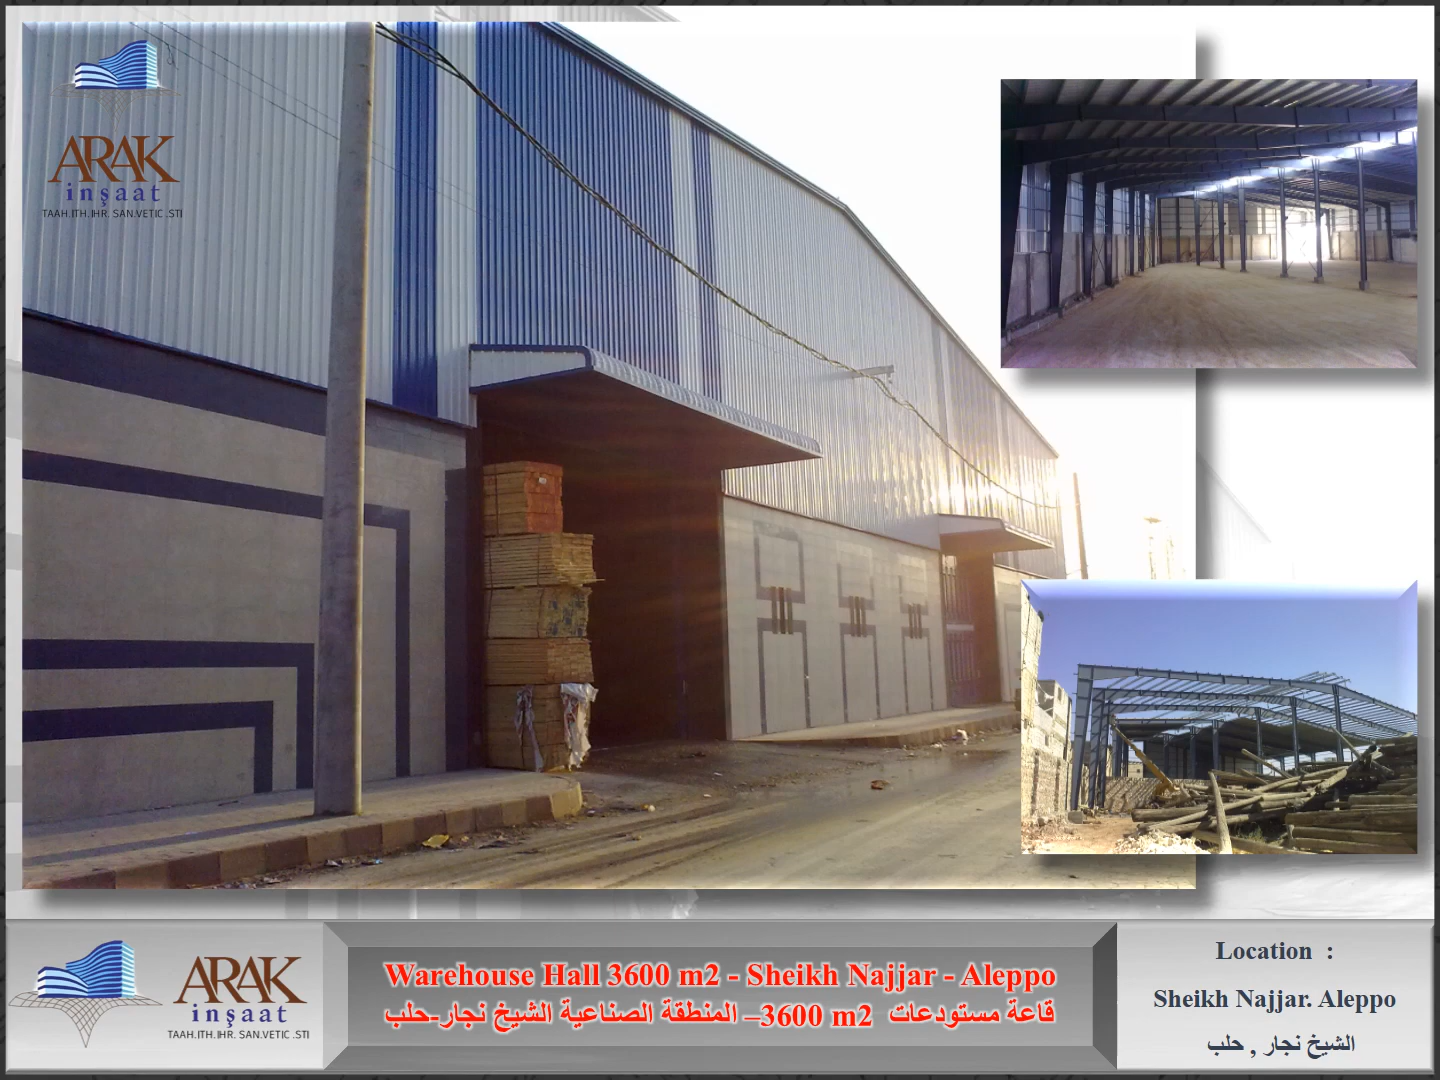 ARAK
inşaat
TAAH.ITH.IHR. SAN.VETIC .STI
ARAK
inşaat
TAAH.ITH.IHR. SAN.VETIC .STI
Warehouse Hall 3600 m2 - Sheikh Najjar - Aleppo
قاعة مستودعات 3600 m2– المنطقة الصناعية الشيخ نجار-حلب
Location :
Sheikh Najjar. Aleppo
الشيخ نجار , حلب